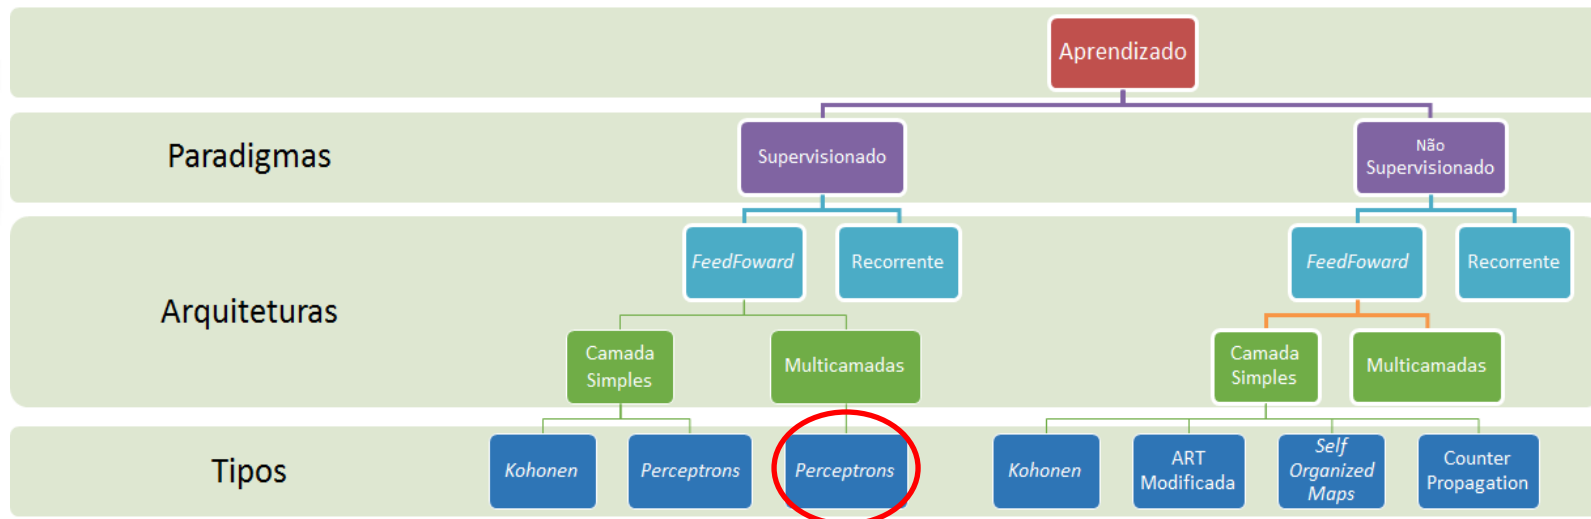 Aprendizado
Paradigmas
Supervisionado
Não
Supervisionado
Arquiteturas
FeedFoward
Recorrente
FeedFoward
Recorrente
Camada
Simples
Multicamadas
Camada
Simples
Multicamadas
Tipos
Kohonen
Perceptrons
Perceptrons
Kohonen
ART
Modificada
Self
Organized
Maps
Counter
Propagation